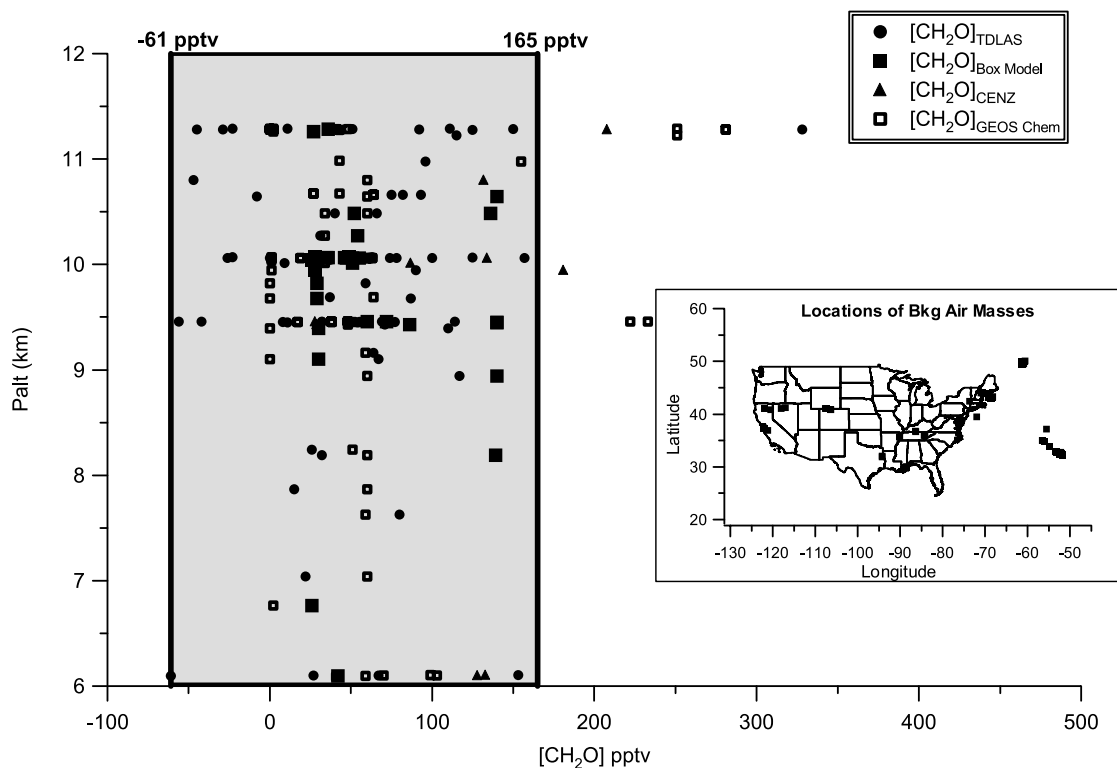 -61 pptv
165 pptv
[CH₂O]TDLAS
[CH₂O]Box Model
[CH₂O]CENZ
[CH₂O]GEOS Chem
12
11
10
9
8
7
6
Palt (km)
-100
0
100
200
300
400
500
[CH₂O] pptv
Locations of Bkg Air Masses
60
50
40
30
20
Latitude
-130
-120
-110
-100
-90
-80
-70
-60
-50
Longitude